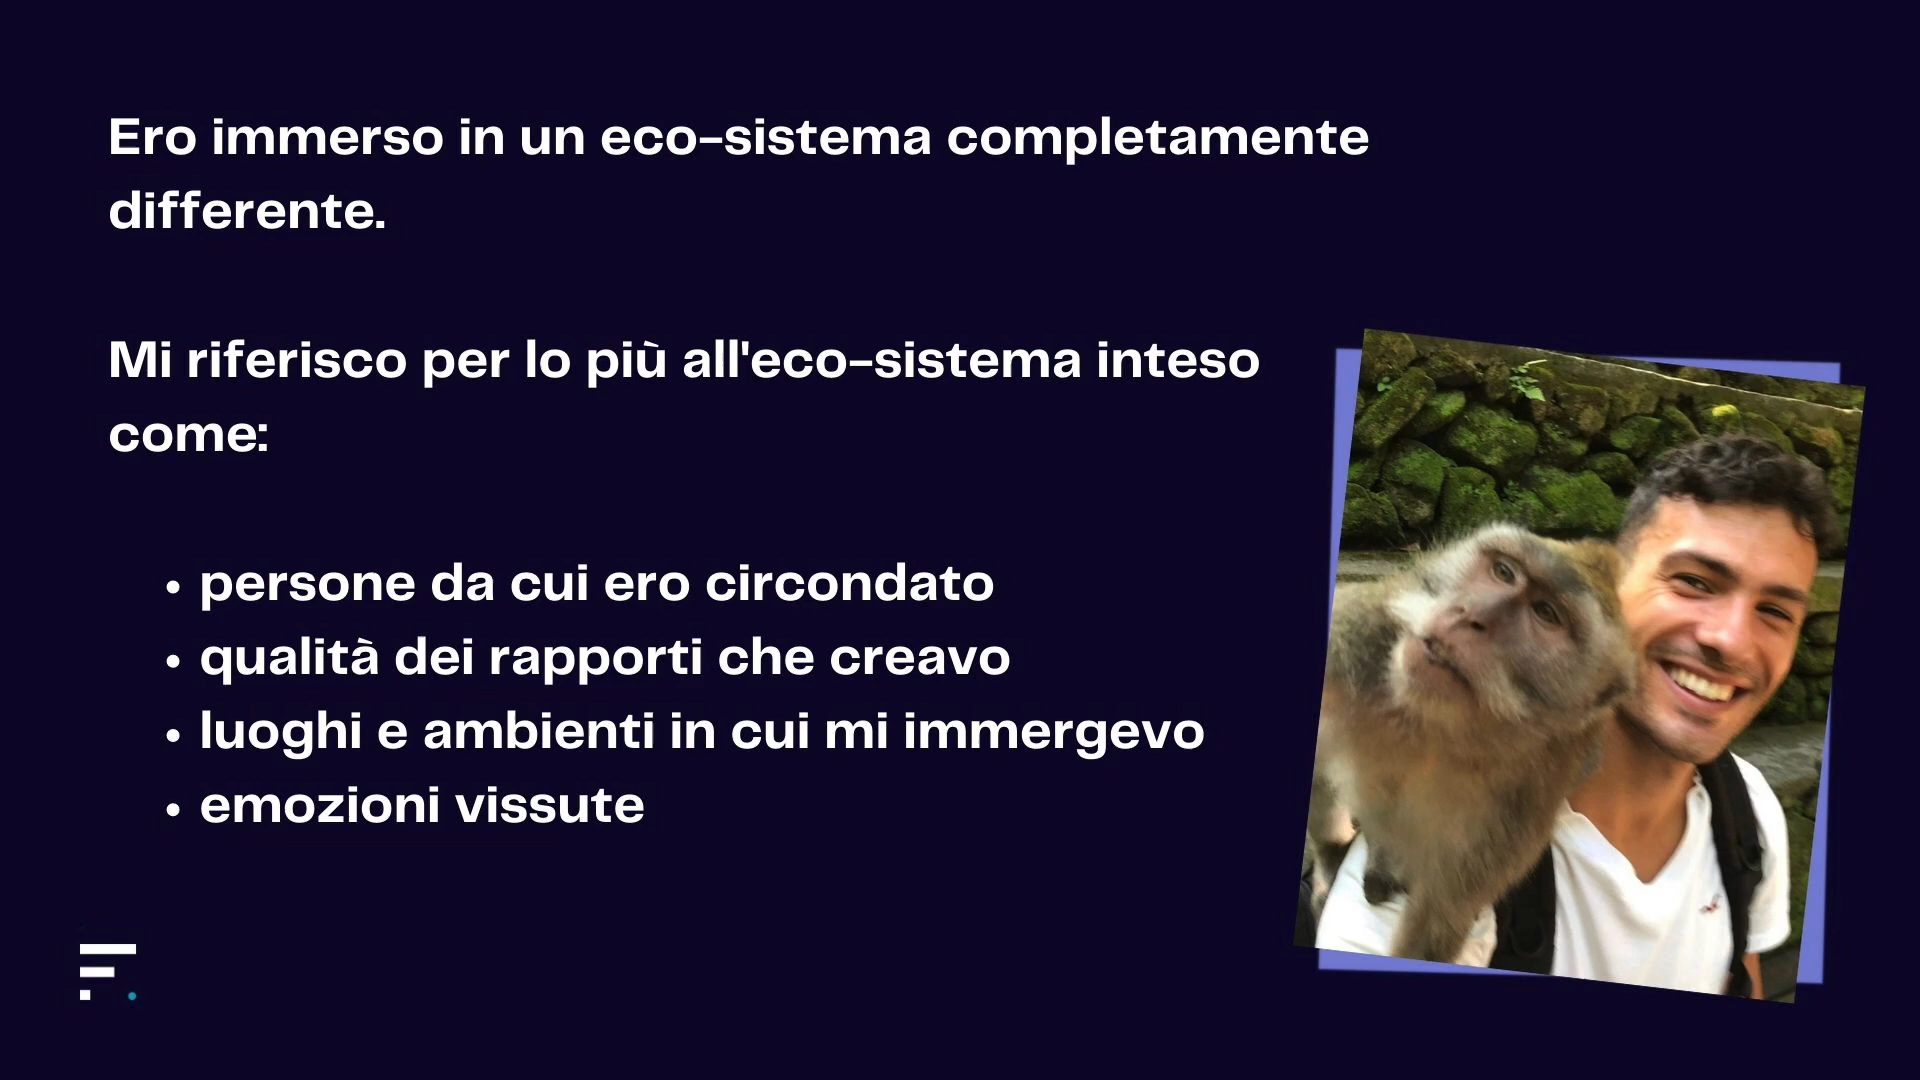 Ero immerso in un eco-sistema completamente
differente.
Mi riferisco per lo più all'eco-sistema inteso
come:
• persone da cui ero circondato
• qualità dei rapporti che creavo
• luoghi e ambienti in cui mi immergevo
• emozioni vissute